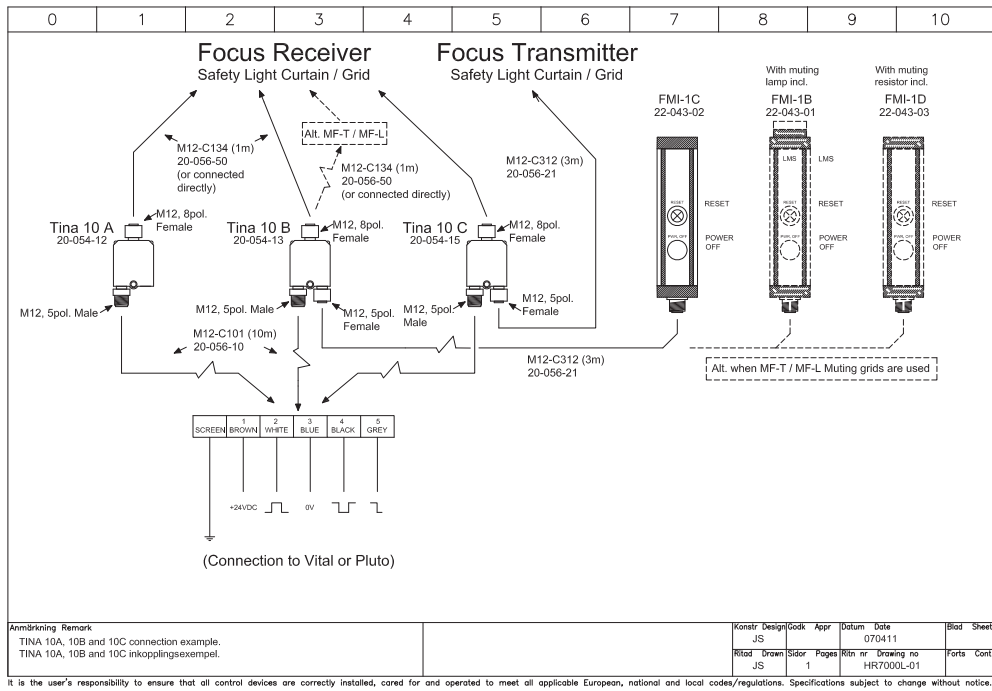 0 1 2 3 4 5 6 7 8 9 10
Focus Receiver
Safety Light Curtain / Grid
Focus Transmitter
Safety Light Curtain / Grid
With muting
lamp incl.
With muting
resistor incl.
FMI-1C
22-043-02
FMI-1B
22-043-01
FMI-1D
22-043-03
Alt. MF-T / MF-L
M12-C134 (1m)
20-056-50
(or connected
directly)
M12-C134 (1m)
20-056-50
(or connected directly)
M12-C312 (3m)
20-056-21
LMS
LMS
RESET
RESET
RESET
RESET
RESET
RESET
PWR. OFF
POWER
OFF
PWR. OFF
POWER
OFF
PWR. OFF
POWER
OFF
Tina 10 A
20-054-12
M12, 8pol.
Female
Tina 10 B
20-054-13
M12, 8pol.
Female
Tina 10 C
20-054-15
M12, 8pol.
Female
M12, 5pol. Male
M12, 5pol. Male
M12, 5pol.
Female
M12, 5pol.
Male
M12, 5pol.
Female
M12-C101 (10m)
20-056-10
M12-C312 (3m)
20-056-21
Alt. when MF-T / MF-L Muting grids are used
SCREEN
1
BROWN
2
WHITE
3
BLUE
4
BLACK
5
GREY
+24VDC
0V
(Connection to Vital or Pluto)
Anmärkning Remark
TINA 10A, 10B and 10C connection example.
TINA 10A, 10B and 10C inkopplingsexempel.
Konstr Design
JS
Godk Appr
Datum Date
070411
Blad Sheet
Ritad Drawn
JS
Sidor Pages
1
Ritn nr Drawing no
HR7000L-01
Forts Cont
It is the user's responsibility to ensure that all control devices are correctly installed, cared for and operated to meet all applicable European, national and local codes/regulations. Specifications subject to change without notice.